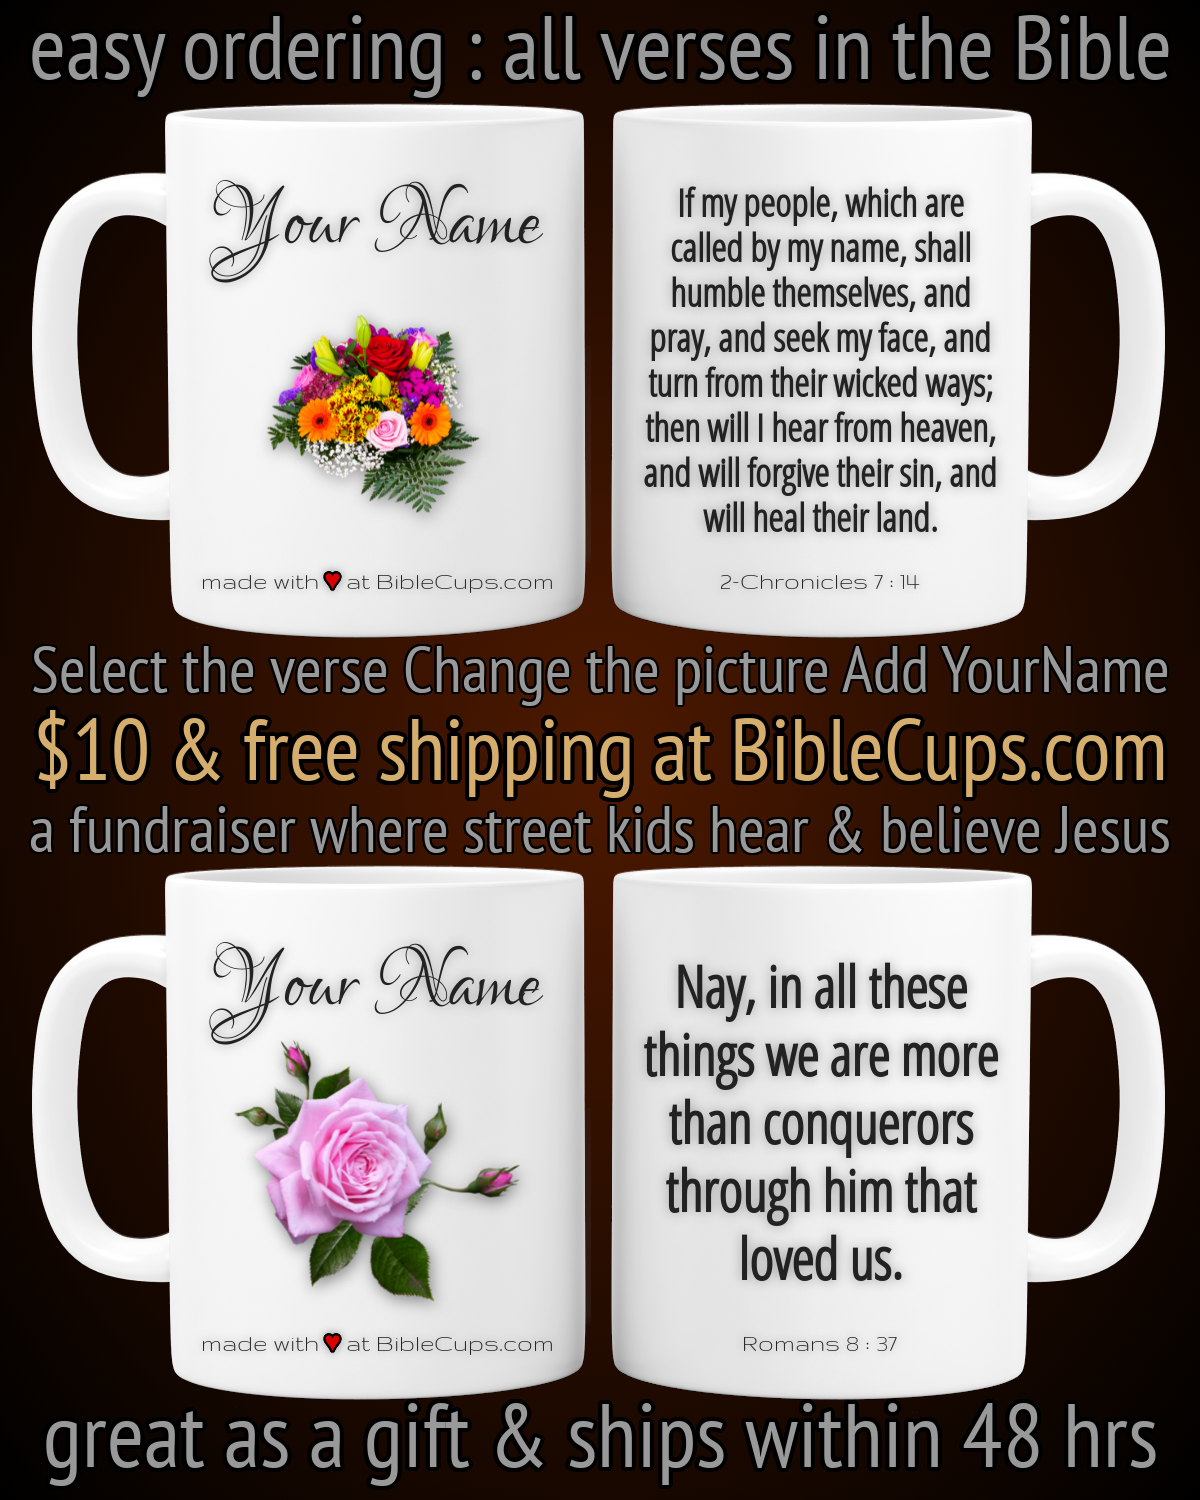 easy ordering : all verses in the Bible
Your Name
made with ♥ at BibleCups.com
If my people, which are
called by my name, shall
humble themselves, and
pray, and seek my face, and
turn from their wicked ways;
then will I hear from heaven,
and will forgive their sin, and
will heal their land.
2-Chronicles 7 : 14
Select the verse Change the picture Add YourName
$10 & free shipping at BibleCups.com
a fundraiser where street kids hear & believe Jesus
Your Name
made with ♥ at BibleCups.com
Nay, in all these
things we are more
than conquerors
through him that
loved us.
Romans 8 : 37
great as a gift & ships within 48 hrs